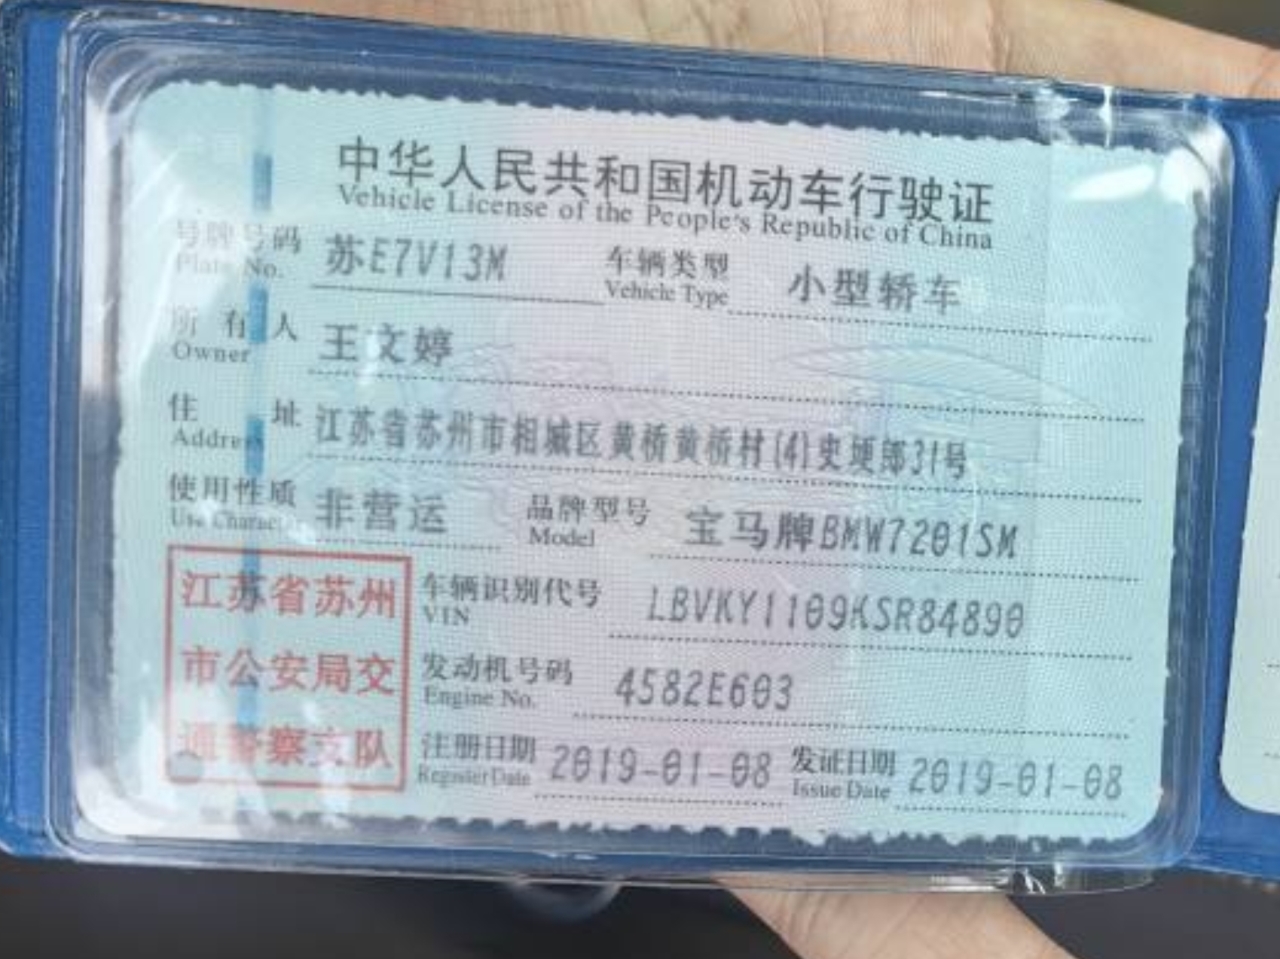 中华人民共和国机动车行驶证
Vehicle License of the People's Republic of China
号牌号码 苏E7V13M 车辆类型 小型轿车
Plate No. Vehicle Type
所有人 王文婷
Owner
住址 江苏省苏州市相城区黄桥黄桥村(4)史埂郎31号
Address
使用性质 非营运 品牌型号 宝马牌BMW7201SM
Use Character Model
江苏省苏州
市公安局交
通警察支队
车辆识别代号 LBVKY1109KSR84890
VIN
发动机号码 4582E603
Engine No.
注册日期 2019-01-08 发证日期 2019-01-08
Register Date Issue Date